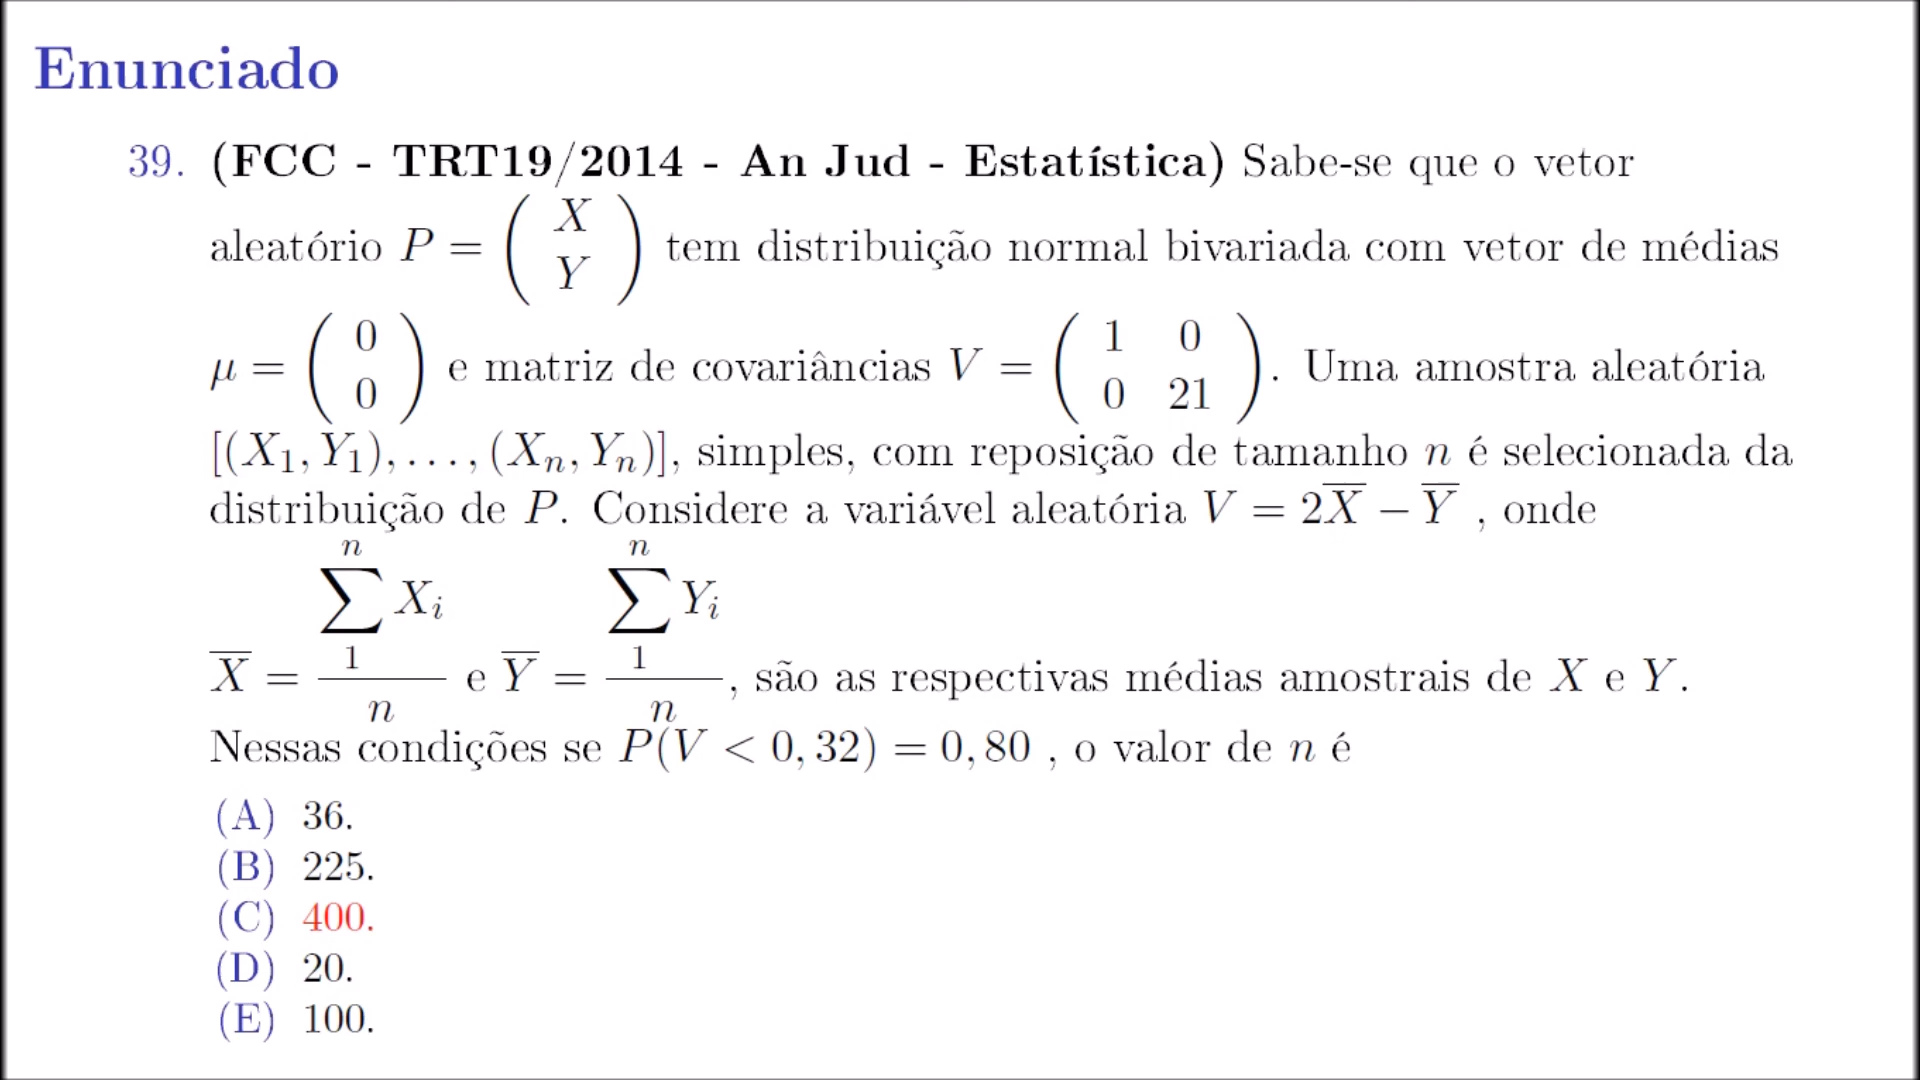 Enunciado
39. (FCC - TRT19/2014 - An Jud - Estatística) Sabe-se que o vetor
aleatório P = ( X Y ) tem distribuição normal bivariada com vetor de médias
μ = ( 0 0 ) e matriz de covariâncias V = ( 1 0 0 21 ). Uma amostra aleatória
[(X₁, Y₁), . . . , (Xₙ, Yₙ)], simples, com reposição de tamanho n é selecionada da
distribuição de P. Considere a variável aleatória V = 2X̅ − Y̅ , onde
X̅ = ∑₁ⁿ Xᵢ / n e Y̅ = ∑₁ⁿ Yᵢ / n, são as respectivas médias amostrais de X e Y.
Nessas condições se P(V < 0, 32) = 0, 80 , o valor de n é
(A) 36.
(B) 225.
(C) 400.
(D) 20.
(E) 100.